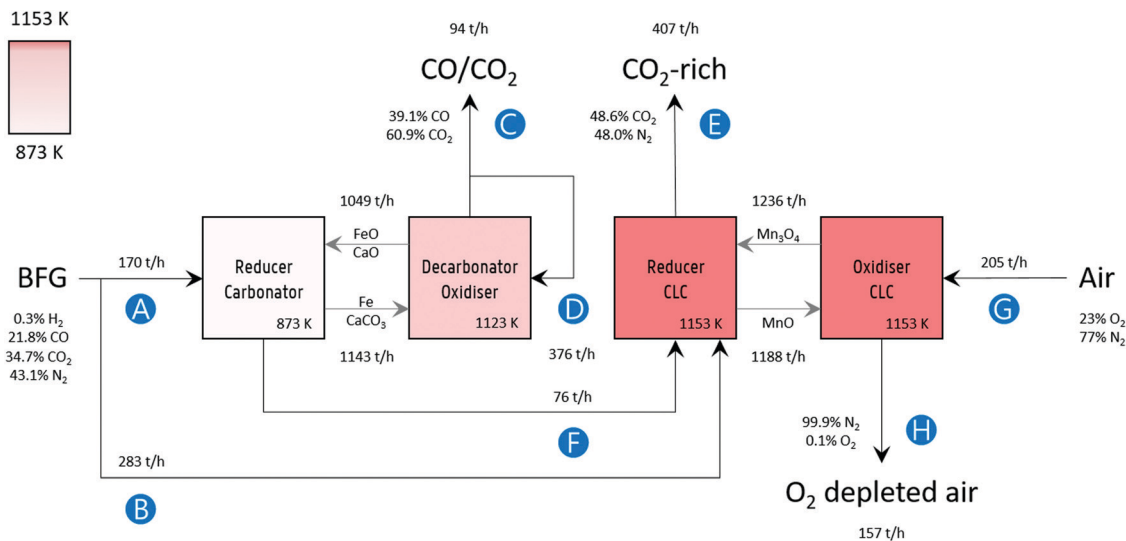 1153 K
873 K
94 t/h
CO/CO₂
39.1% CO
60.9% CO₂
C
407 t/h
CO₂-rich
48.6% CO₂
48.0% N₂
E
1049 t/h
FeO
CaO
1236 t/h
Mn₃O₄
BFG
170 t/h
A
0.3% H₂
21.8% CO
34.7% CO₂
43.1% N₂
Reducer
Carbonator
873 K
Fe
CaCO₃
1143 t/h
Decarbonator
Oxidiser
1123 K
D
376 t/h
Reducer
CLC
1153 K
MnO
1188 t/h
Oxidiser
CLC
1153 K
205 t/h
G
Air
23% O₂
77% N₂
76 t/h
F
283 t/h
B
99.9% N₂
0.1% O₂
H
O₂ depleted air
157 t/h